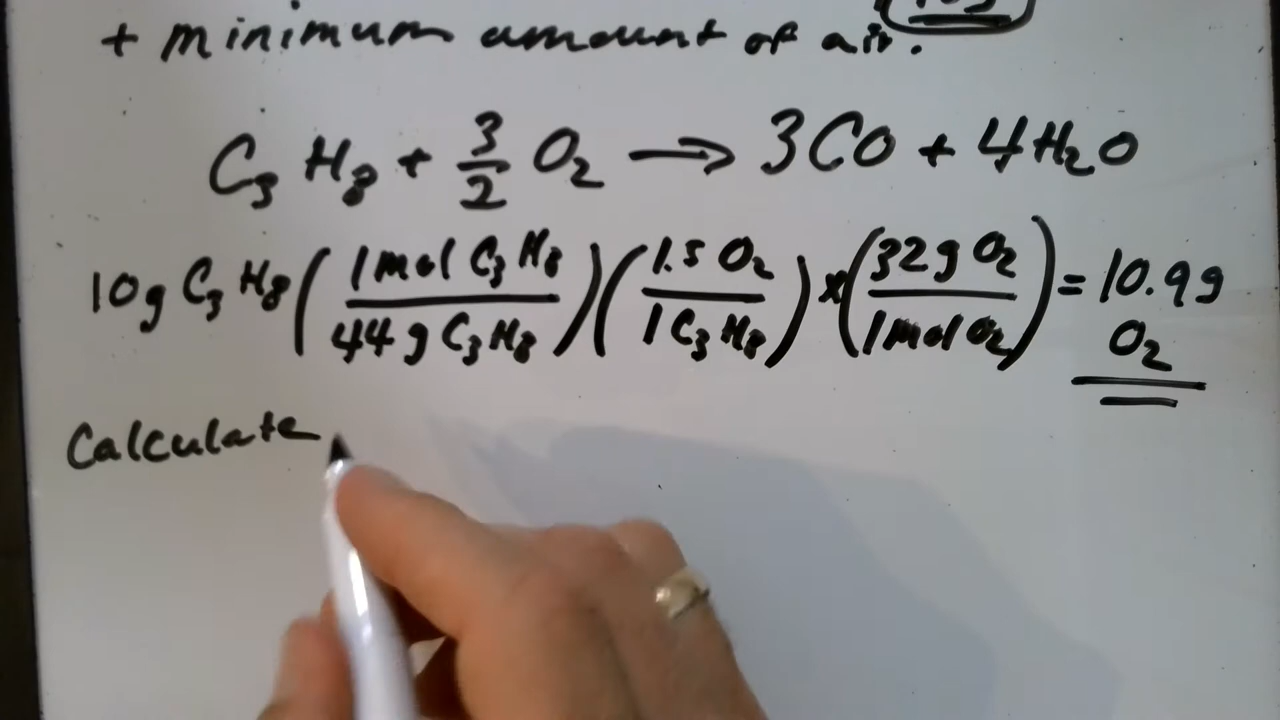 + minimum amount of air.
C₃H₈ + 3/2 O₂ → 3CO + 4H₂O
10g C₃H₈ (1mol C₃H₈ / 44g C₃H₈) (1.5 O₂ / 1 C₃H₈) × (32g O₂ / 1mol O₂) = 10.9g O₂
Calculate